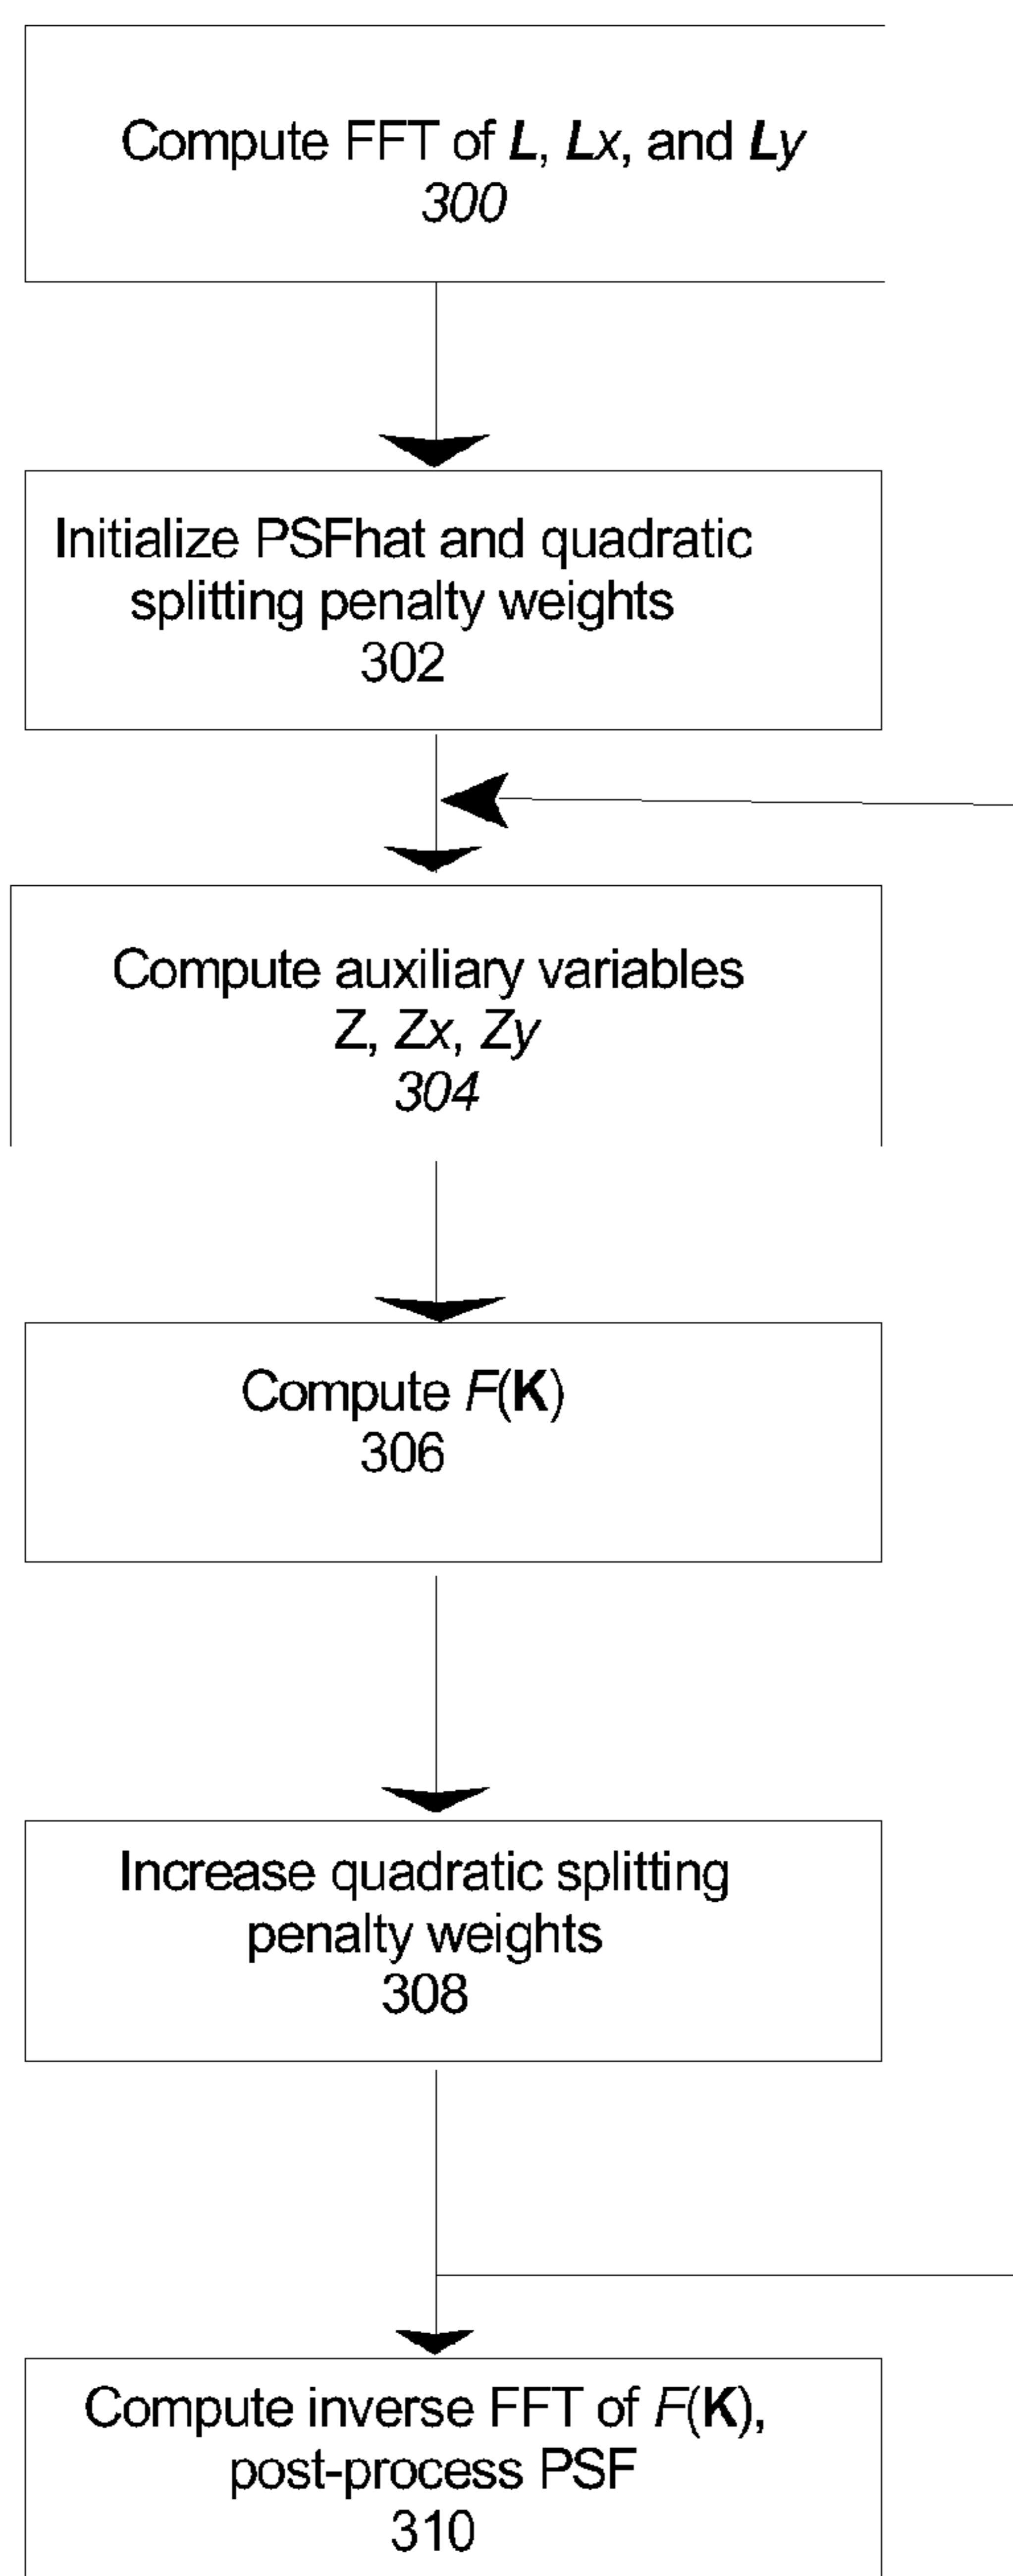 Compute FFT of L, Lx, and Ly
300
Initialize PSFhat and quadratic
splitting penalty weights
302
Compute auxiliary variables
Z, Zx, Zy
304
Compute F(K)
306
Increase quadratic splitting
penalty weights
308
Compute inverse FFT of F(K),
post-process PSF
310